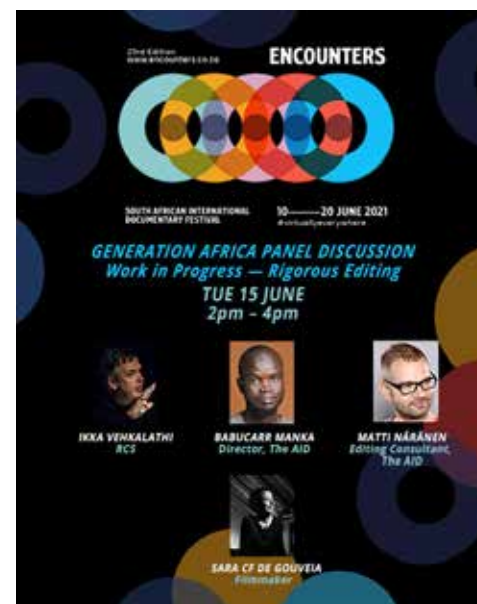 23rd Edition
www.encounters.co.za
ENCOUNTERS
SOUTH AFRICAN INTERNATIONAL
DOCUMENTARY FESTIVAL
10——20 JUNE 2021
#virtuallyeverywhere
GENERATION AFRICA PANEL DISCUSSION
Work in Progress — Rigorous Editing
TUE 15 JUNE
2pm – 4pm
IKKA VEHKALATHI
RCS
BABUCARR MANKA
Director, The AID
MATTI NÄRÄNEN
Editing Consultant,
The AID
SARA CF DE GOUVEIA
Filmmaker